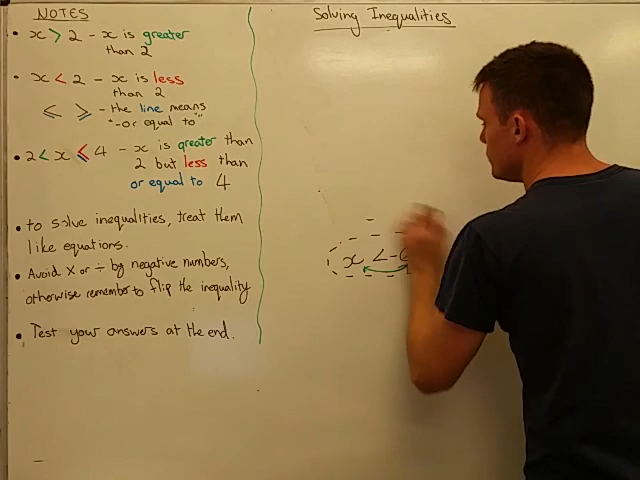 NOTES
• x > 2 - x is greater
than 2
• x < 2 - x is less
than 2
≤ ≥ - the line means
"-or equal to"
• 2 < x ≤ 4 - x is greater than
2 but less than
or equal to 4
• to solve inequalities, treat them
like equations.
• Avoid × or ÷ by negative numbers,
otherwise remember to flip the inequality
• Test your answers at the end.
Solving Inequalities
x < -